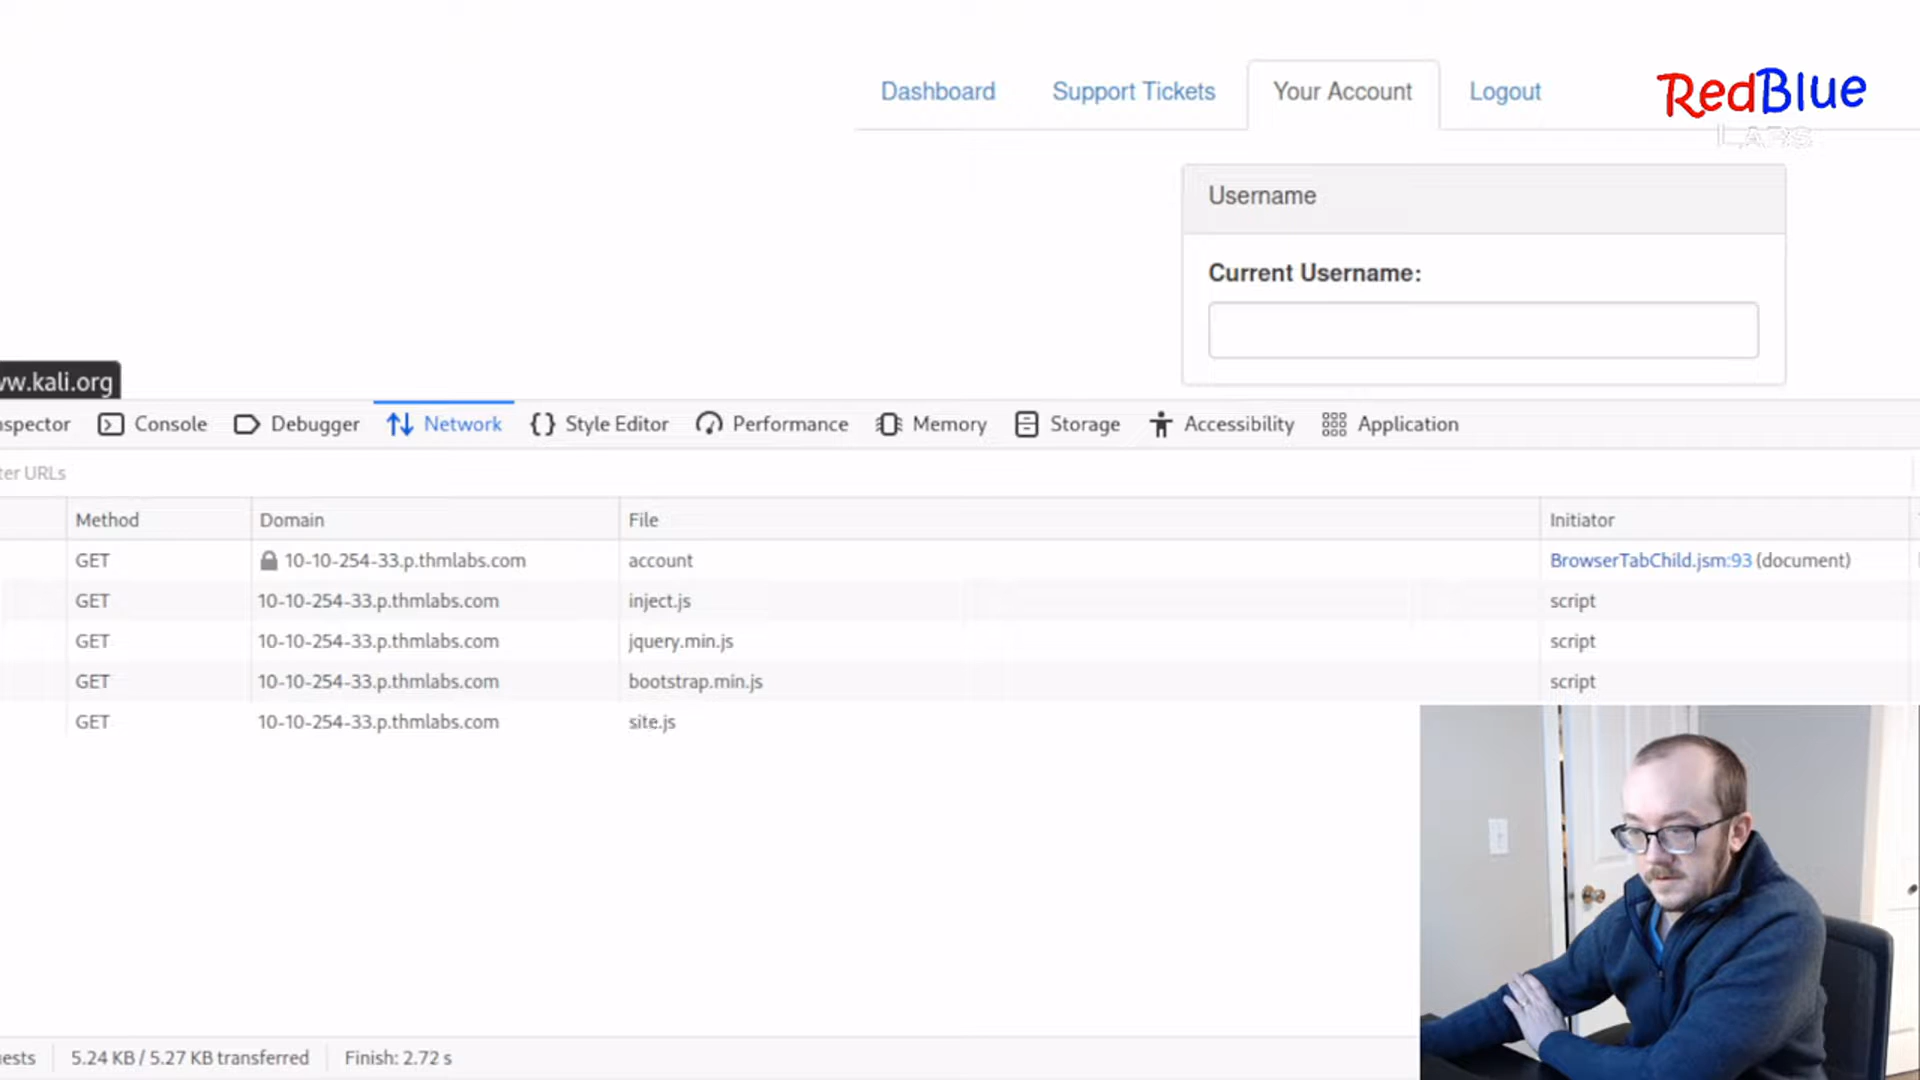 Dashboard Support Tickets Your Account Logout
RedBlue
LABS
Username
Current Username:
ww.kali.org
nspector Console Debugger Network Style Editor Performance Memory Storage Accessibility Application
ter URLs
Method Domain File Initiator
GET 10-10-254-33.p.thmlabs.com account BrowserTabChild.jsm:93 (document)
GET 10-10-254-33.p.thmlabs.com inject.js script
GET 10-10-254-33.p.thmlabs.com jquery.min.js script
GET 10-10-254-33.p.thmlabs.com bootstrap.min.js script
GET 10-10-254-33.p.thmlabs.com site.js
uests 5.24 KB / 5.27 KB transferred Finish: 2.72 s